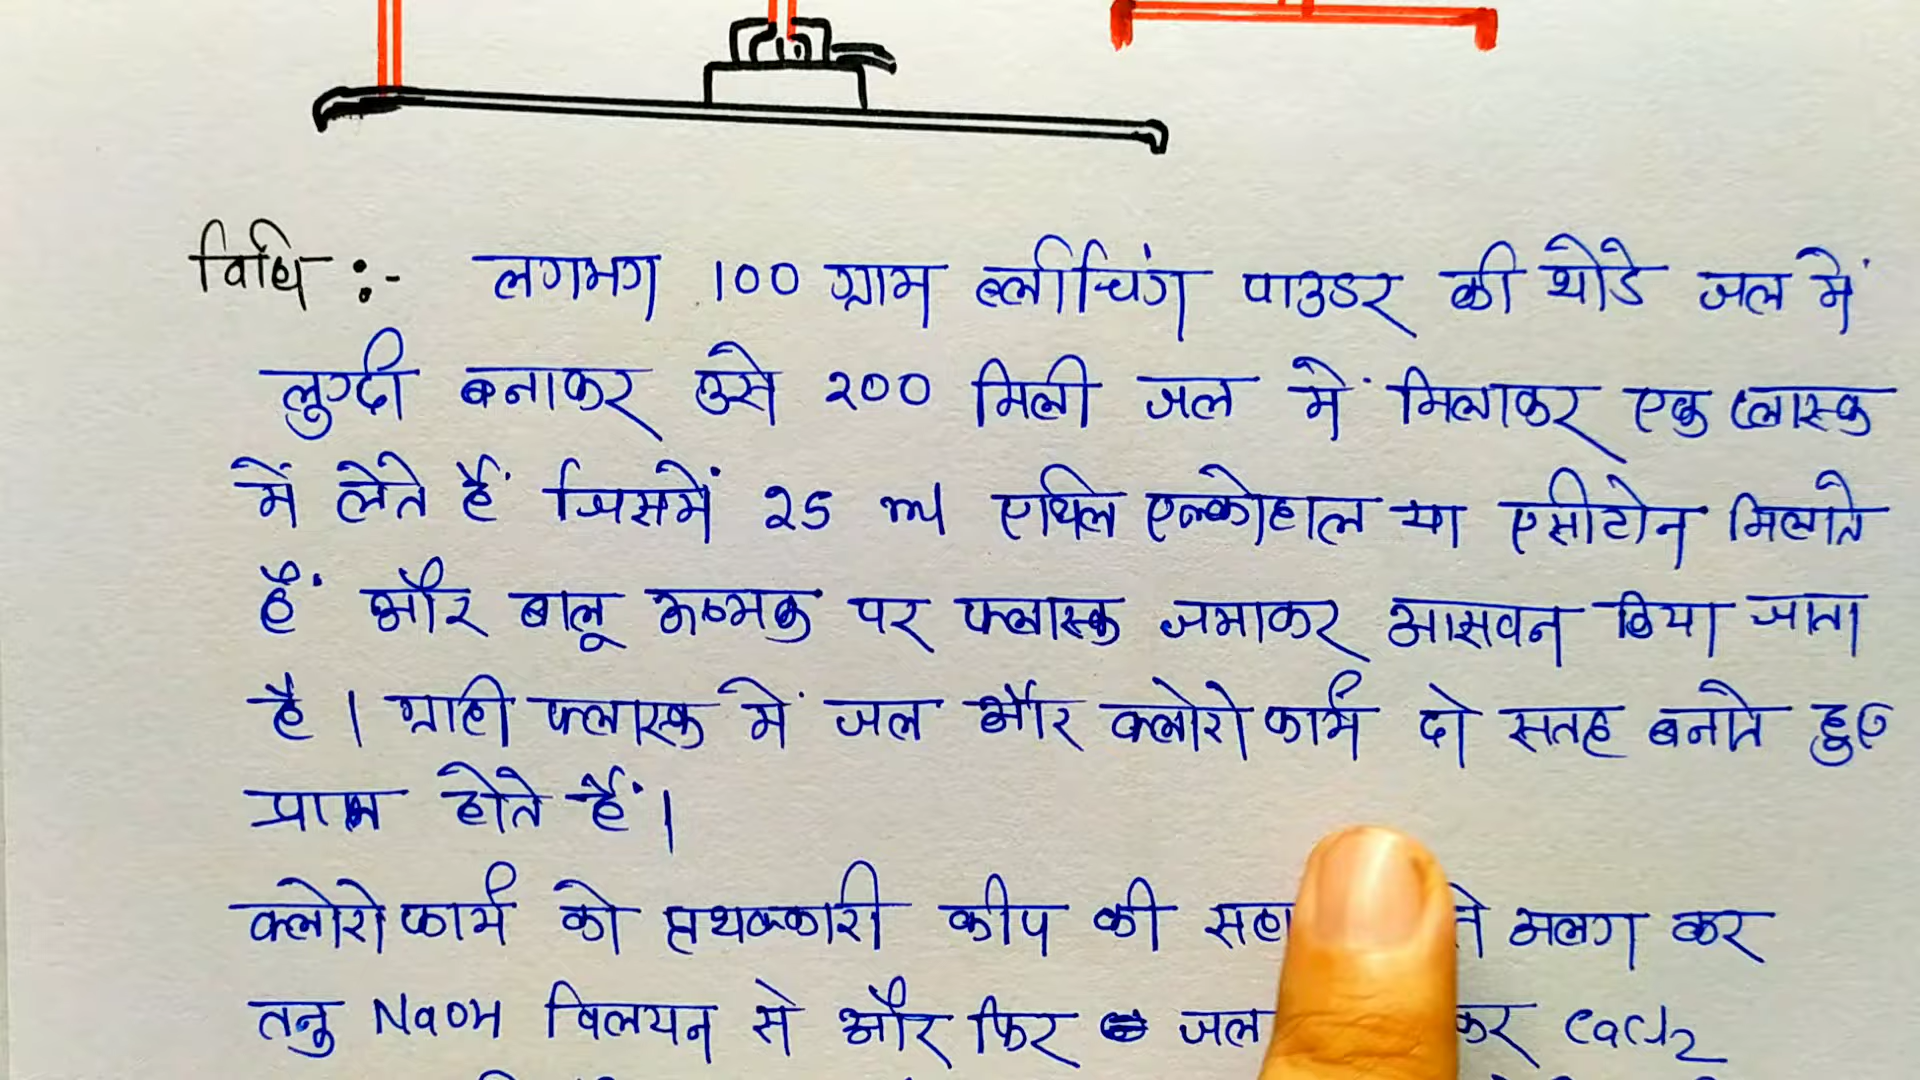 विधि :- लगभग 100 ग्राम ब्लीचिंग पाउडर की थोडे जल में
लुग्दी बनाकर उसे 200 मिली जल में मिलाकर एक फ्लास्क
में लेते हैं जिसमें 25 ml एथिल एल्कोहाल या एसीटोन मिलाते
हैं और बालू ऊष्मक पर फ्लास्क जमाकर आसवन किया जाता
है। ग्राही फ्लास्क में जल और क्लोरोफार्म दो सतह बनाते हुए
प्राप्त होते हैं।
क्लोरोफार्म को पृथक्कारी कीप की अलग कर
तनु NaOH विलयन से और फिर जल CaCl2